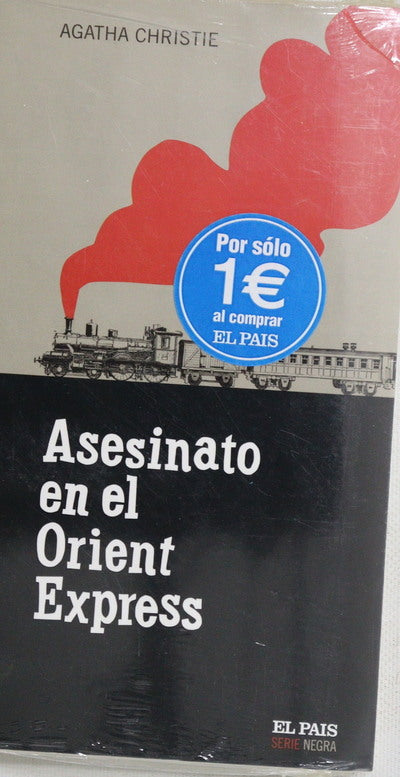 AGATHA CHRISTIE
Por sólo
1€
al comprar
EL PAIS
Asesinato
en el
Orient
Express
EL PAIS
SERIE NEGRA